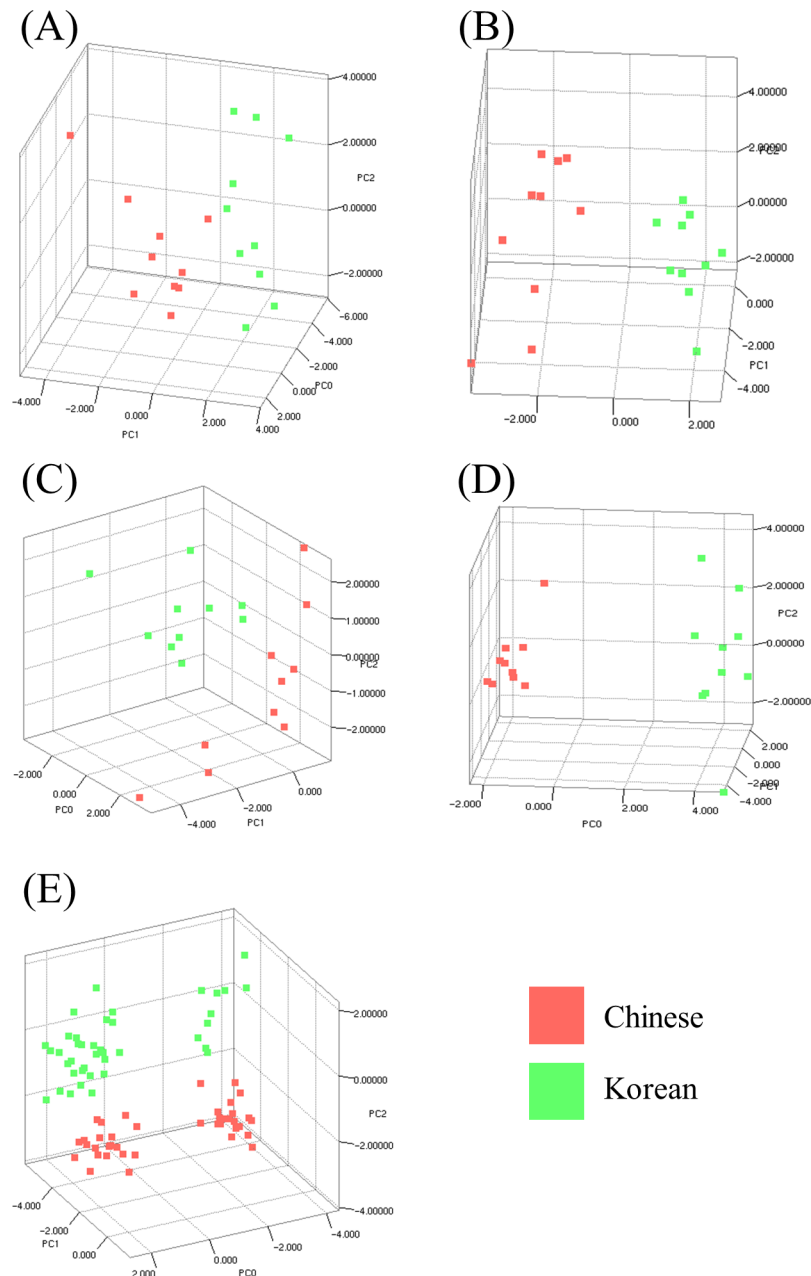 (A)
4.00000
2.00000
PC2
0.00000
-2.00000
-6.000
-4.000
-2.000
0.000
PC0
2.000
4.000
-4.000
-2.000
0.000
2.000
PC1
(B)
4.00000
2.00000
PC2
0.00000
-2.00000
0.000
-2.000
PC1
-4.000
-2.000
0.000
2.000
(C)
2.00000
1.00000
0.00000
PC2
-1.00000
-2.00000
-2.000
0.000
PC0
2.000
-4.000
-2.000
PC1
0.000
(D)
4.00000
2.00000
PC2
0.00000
-2.00000
2.000
0.000
-2.000
PC1
-4.000
-2.000
0.000
2.000
4.000
PC0
(E)
2.00000
0.00000
PC2
-2.00000
-4.00000
-4.000
-2.000
PC1
0.000
2.000
0.000
PC0
-2.000
-4.000
Chinese
Korean